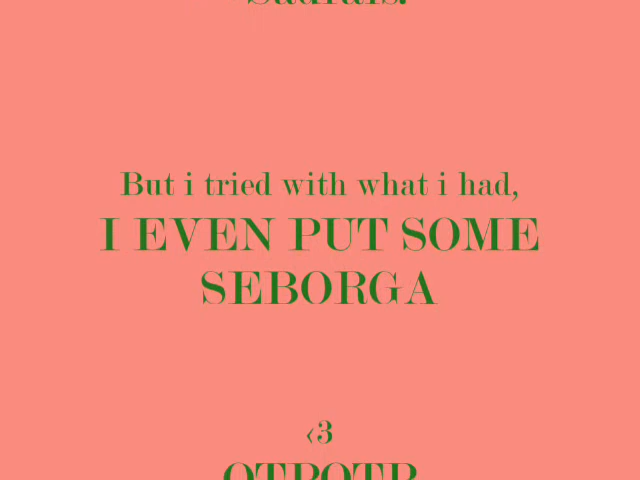 But i tried with what i had,
I EVEN PUT SOME
SEBORGA
<3